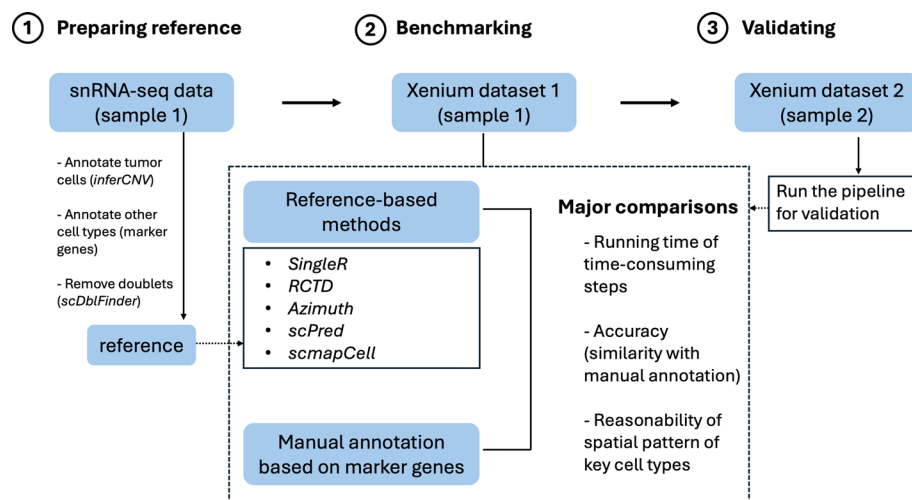 1 Preparing reference
2 Benchmarking
3 Validating
snRNA-seq data
(sample 1)
Xenium dataset 1
(sample 1)
Xenium dataset 2
(sample 2)
- Annotate tumor
cells (inferCNV)
- Annotate other
cell types (marker
genes)
- Remove doublets
(scDblFinder)
reference
Reference-based
methods
• SingleR
• RCTD
• Azimuth
• scPred
• scmapCell
Manual annotation
based on marker genes
Major comparisons
- Running time of
time-consuming
steps
- Accuracy
(similarity with
manual annotation)
- Reasonability of
spatial pattern of
key cell types
Run the pipeline
for validation